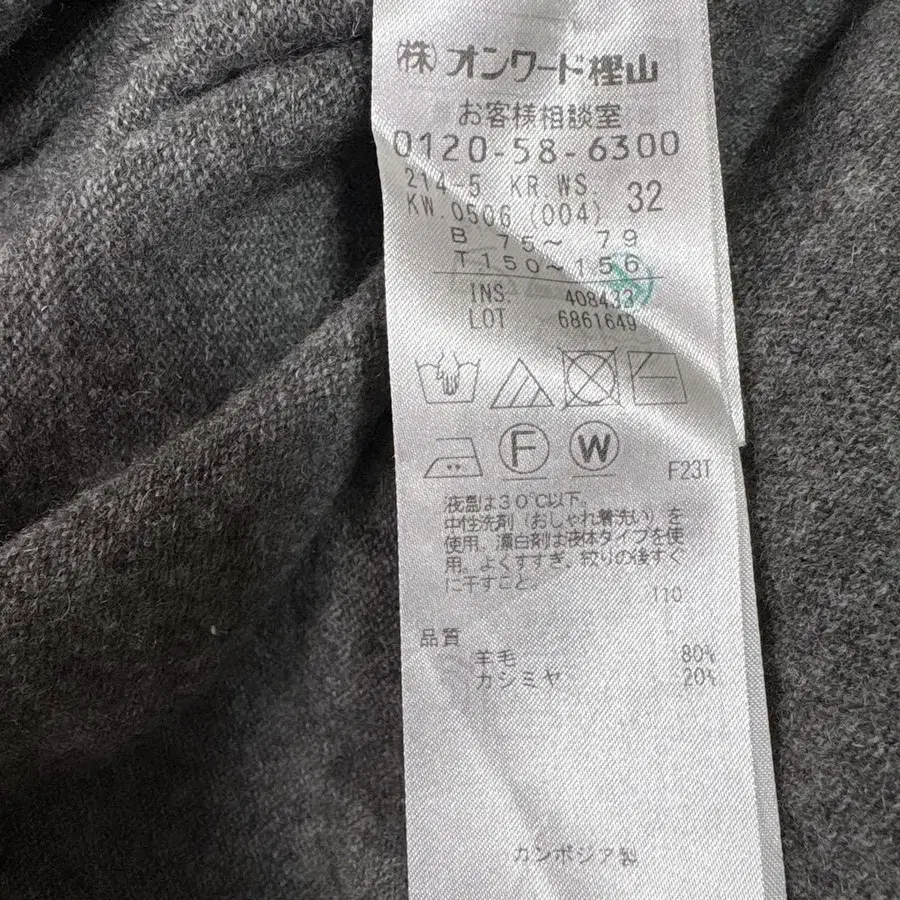 (株)オンワード樫山
お客様相談室
0120-58-6300
214-5 KR WS. 32
KW.0506 (004)
B 75～ 79
T150～156
INS. 408433
LOT 6861649
F W
F23T
液温は30℃以下。
中性洗剤（おしゃれ着洗い）を
使用。漂白剤は液体タイプを使
用。よくすすぎ、絞りの後すぐ
に干すこと。
110
品質
羊毛 80%
カシミヤ 20%
カンボジア製